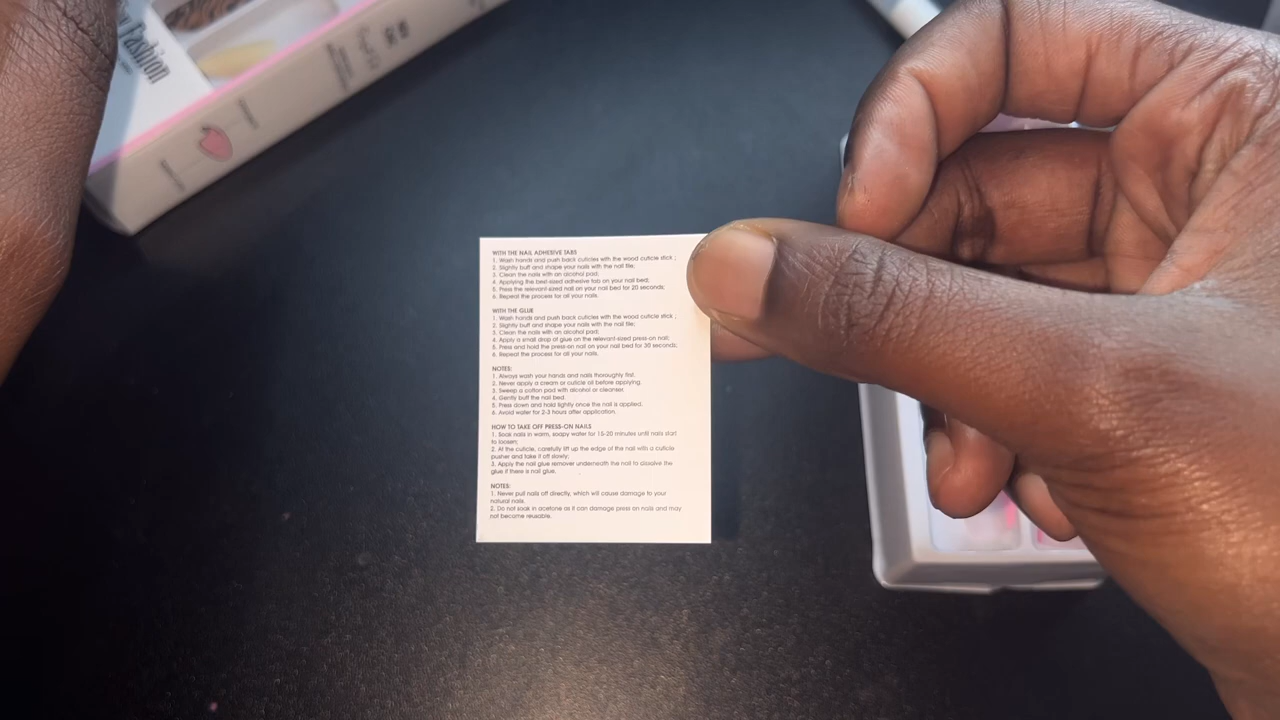 Fashion
WITH THE NAIL ADHESIVE TABS
1. Wash hands and push back cuticles with the wood cuticle stick ;
2. Slightly buff and shape your nails with the nail file;
3. Clean the nails with an alcohol pad;
4. Applying the best-sized adhesive tab on your nail bed;
5. Press the relevant-sized nail on your nail bed for 20 seconds;
6. Repeat the process for all your nails.
WITH THE GLUE
1. Wash hands and push back cuticles with the wood cuticle stick ;
2. Slightly buff and shape your nails with the nail file;
3. Clean the nails with an alcohol pad;
4. Apply a small drop of glue on the relevant-sized press-on nail;
5. Press and hold the press-on nail on your nail bed for 30 seconds;
6. Repeat the process for all your nails.
NOTES:
1. Always wash your hands and nails thoroughly first.
2. Never apply a cream or cuticle oil before applying.
3. Sweep a cotton pad with alcohol or cleanser.
4. Gently buff the nail bed.
5. Press down and hold tightly once the nail is applied.
6. Avoid water for 2-3 hours after application.
HOW TO TAKE OFF PRESS-ON NAILS
1. Soak nails in warm, soapy water for 15-20 minutes until nails start
to loosen;
2. At the cuticle, carefully lift up the edge of the nail with a cuticle
pusher and take it off slowly;
3. Apply the nail glue remover underneath the nail to dissolve the
glue if there is nail glue.
NOTES:
1. Never pull nails off directly, which will cause damage to your
natural nails.
2. Do not soak in acetone as it can damage press on nails and may
not become reusable.